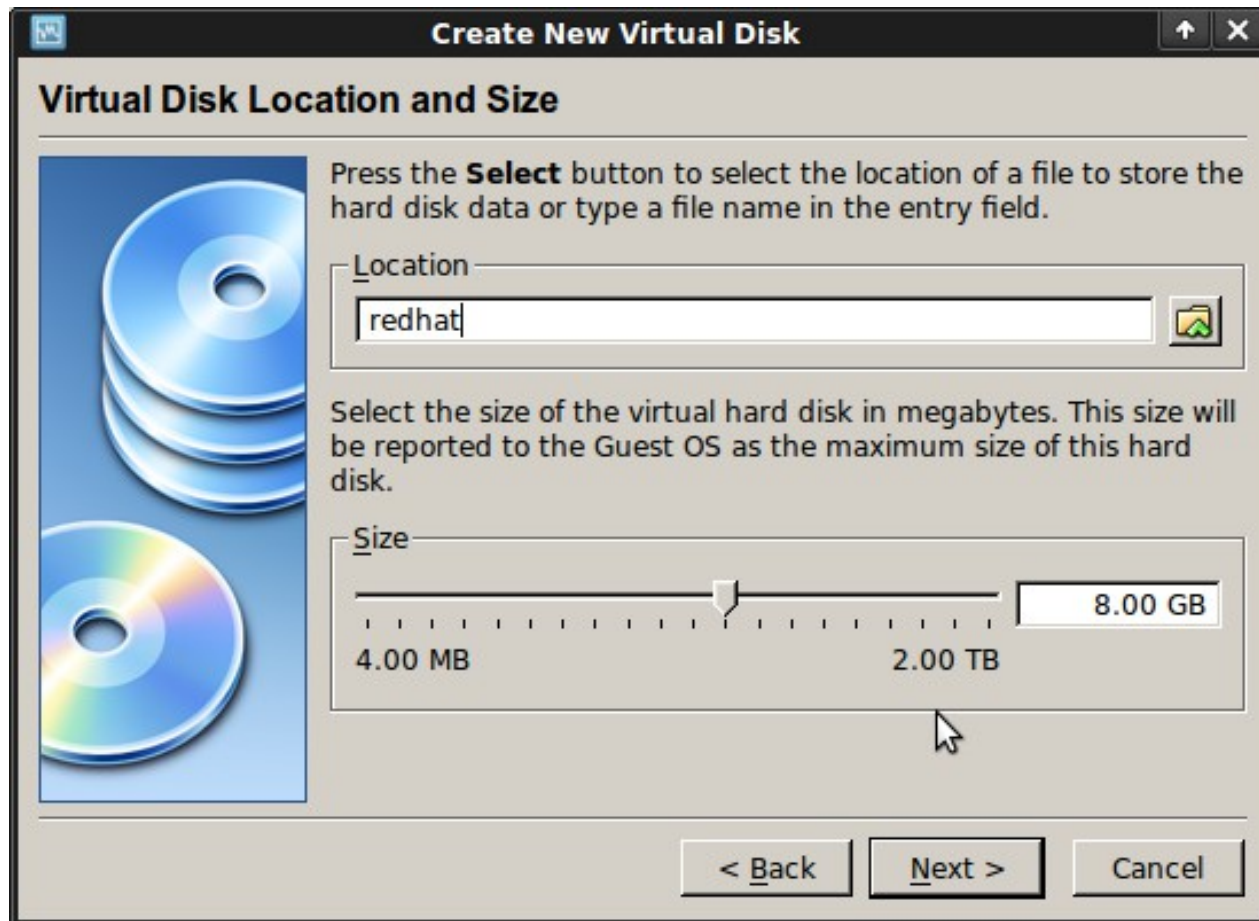 Create New Virtual Disk
Virtual Disk Location and Size
Press the Select button to select the location of a file to store the
hard disk data or type a file name in the entry field.
Location
redhat
Select the size of the virtual hard disk in megabytes. This size will
be reported to the Guest OS as the maximum size of this hard
disk.
Size
8.00 GB
4.00 MB
2.00 TB
< Back
Next >
Cancel